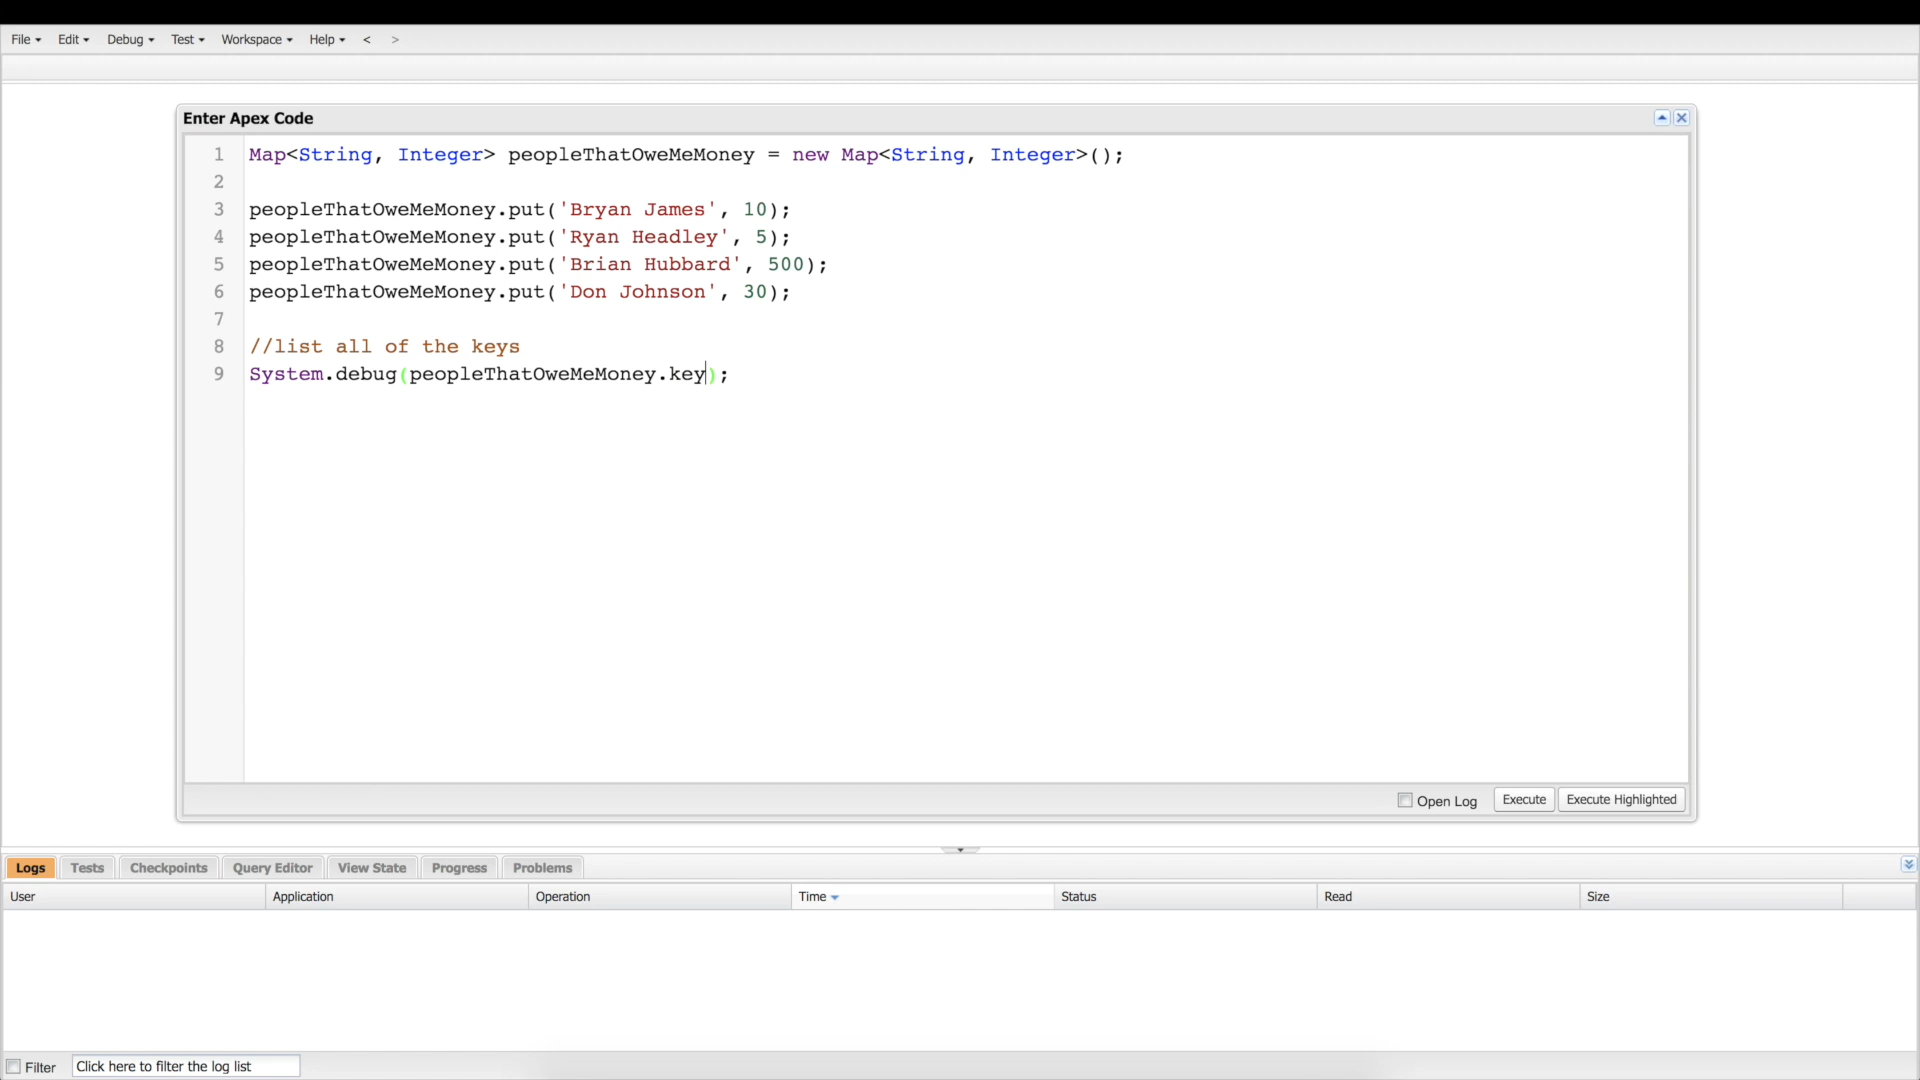 File Edit Debug Test Workspace Help < >
Enter Apex Code
1 Map<String, Integer> peopleThatOweMeMoney = new Map<String, Integer>();
2
3 peopleThatOweMeMoney.put('Bryan James', 10);
4 peopleThatOweMeMoney.put('Ryan Headley', 5);
5 peopleThatOweMeMoney.put('Brian Hubbard', 500);
6 peopleThatOweMeMoney.put('Don Johnson', 30);
7
8 //list all of the keys
9 System.debug(peopleThatOweMeMoney.key);
Open Log Execute Execute Highlighted
Logs Tests Checkpoints Query Editor View State Progress Problems
User Application Operation Time Status Read Size
Filter Click here to filter the log list